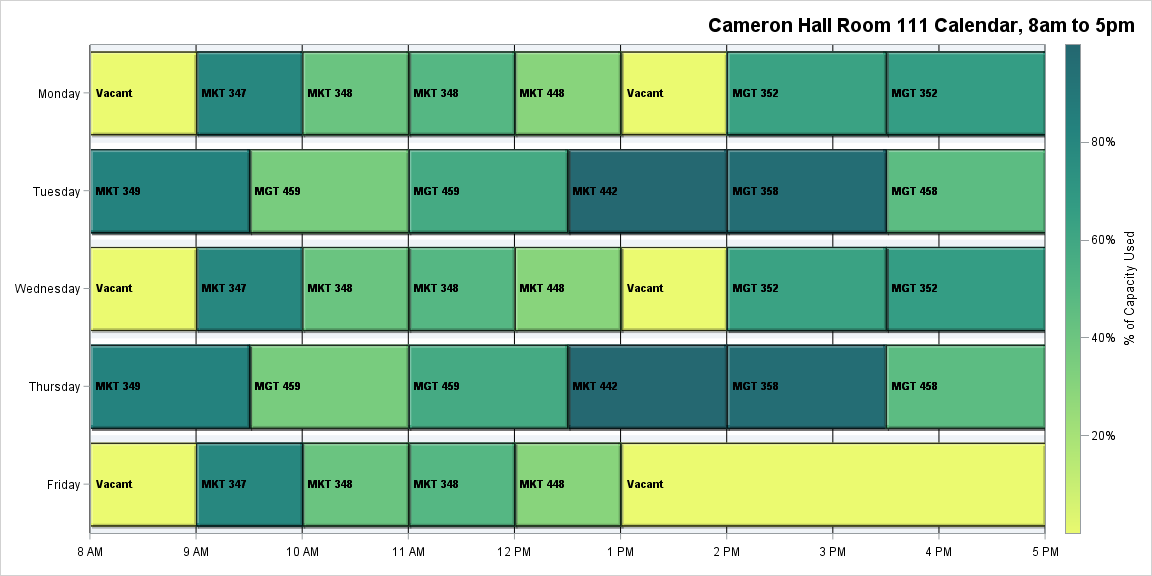 Cameron Hall Room 111 Calendar, 8am to 5pm
Monday
Vacant
MKT 347
MKT 348
MKT 348
MKT 448
Vacant
MGT 352
MGT 352
Tuesday
MKT 349
MGT 459
MGT 459
MKT 442
MGT 358
MGT 458
Wednesday
Vacant
MKT 347
MKT 348
MKT 348
MKT 448
Vacant
MGT 352
MGT 352
Thursday
MKT 349
MGT 459
MGT 459
MKT 442
MGT 358
MGT 458
Friday
Vacant
MKT 347
MKT 348
MKT 348
MKT 448
Vacant
8 AM
9 AM
10 AM
11 AM
12 PM
1 PM
2 PM
3 PM
4 PM
5 PM
80%
60%
40%
20%
% of Capacity Used